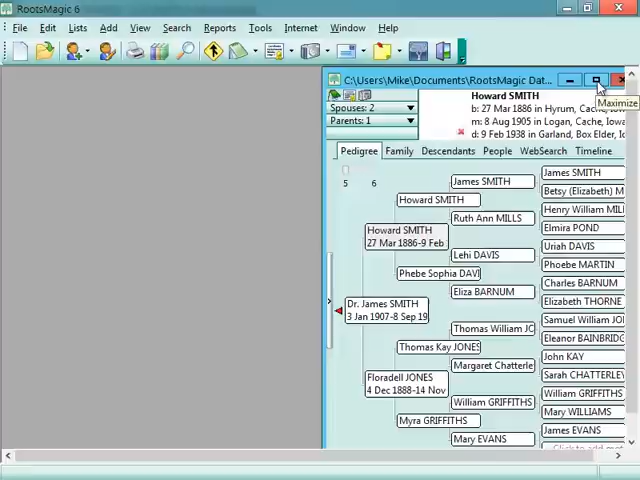 RootsMagic 6
File Edit Lists Add View Search Reports Tools Internet Window Help
C:\Users\Mike\Documents\RootsMagic Dat...
Maximize
Spouses: 2
Parents: 1
Howard SMITH
b: 27 Mar 1886 in Hyrum, Cache,
m: 8 Aug 1905 in Logan, Cache, Iowa
d: 9 Feb 1938 in Garland, Box Elder, I
Pedigree Family Descendants People WebSearch Timeline
5 6
James SMITH
James SMITH
Betsy (Elizabeth) M
Howard SMITH
Henry William MIL
Ruth Ann MILLS
Elmira POND
Howard SMITH
27 Mar 1886-9 Feb
Uriah DAVIS
Lehi DAVIS
Phoebe MARTIN
Phebe Sophia DAVI
Charles BARNUM
Eliza BARNUM
Elizabeth THORNE
Dr. James SMITH
3 Jan 1907-8 Sep 19
Samuel William JO
Thomas William JO
Eleanor BAINBRIDG
Thomas Kay JONES
John KAY
Margaret Chatterle
Sarah CHATTERLEY
Floradell JONES
4 Dec 1888-14 Nov
William GRIFFITHS
William GRIFFITHS
Mary WILLIAMS
Myra GRIFFITHS
James EVANS
Mary EVANS